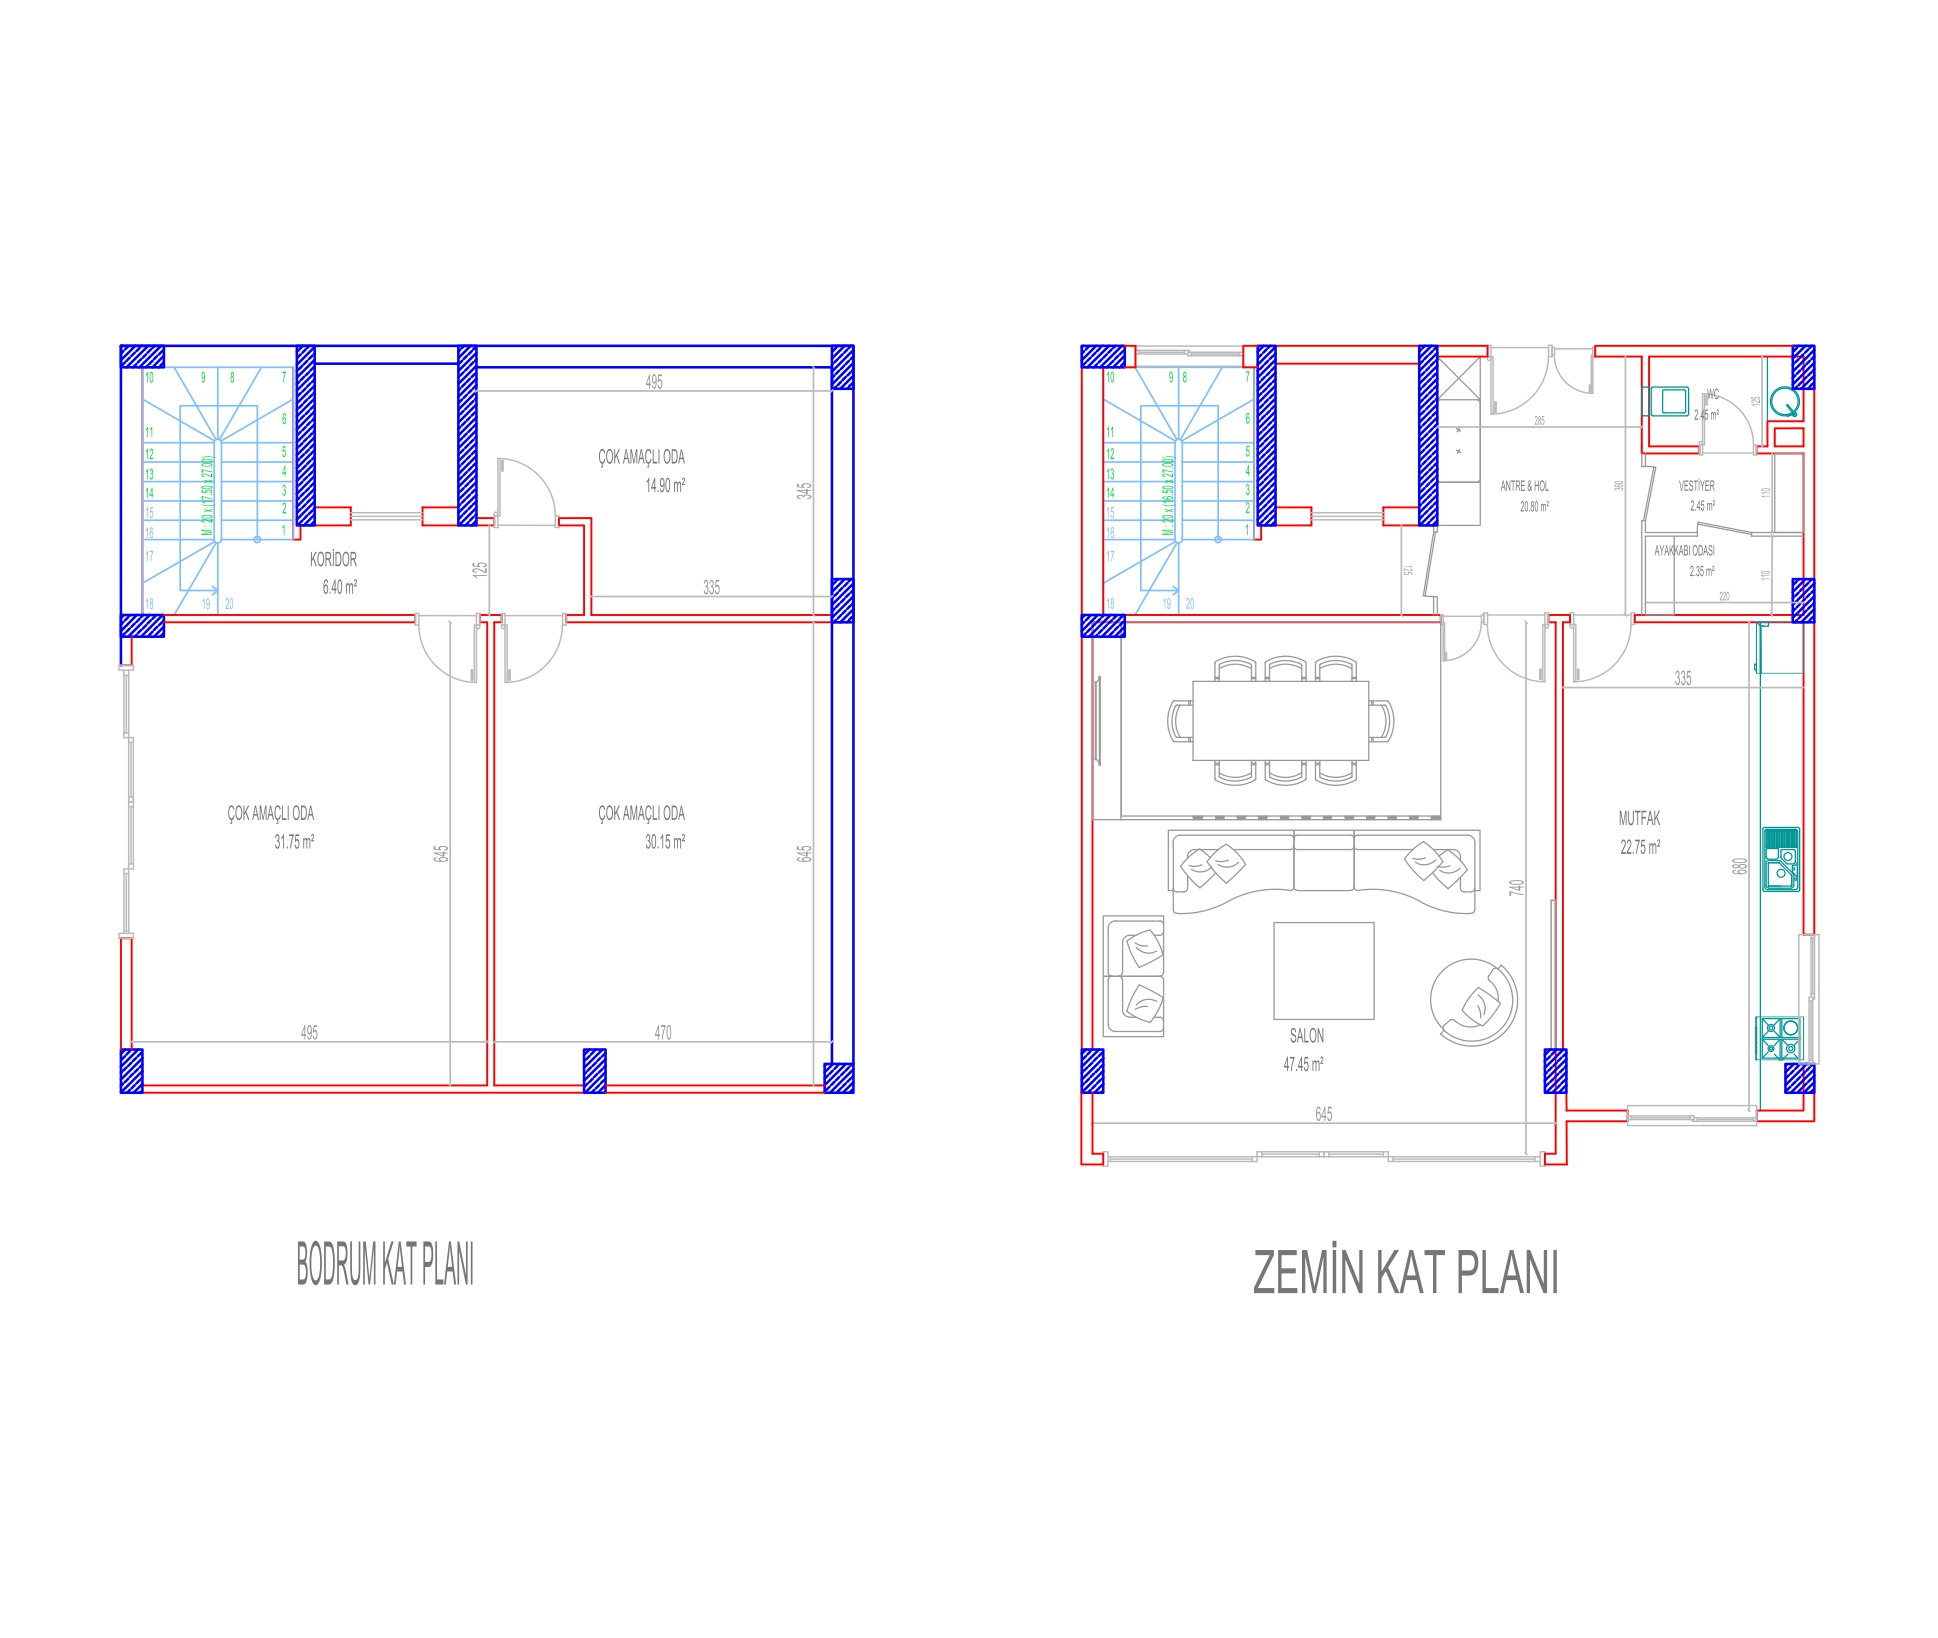 10
9
8
7
6
5
4
3
2
1
11
12
13
14
15
16
17
18
19
20
M : 20 x (17.50 x 27.00)
495
ÇOK AMAÇLI ODA
14.90 m²
345
KORİDOR
6.40 m²
125
335
ÇOK AMAÇLI ODA
31.75 m²
645
ÇOK AMAÇLI ODA
30.15 m²
645
495
470
BODRUM KAT PLANI
10
9
8
7
6
5
4
3
2
1
11
12
13
14
15
16
17
18
19
20
M : 20 x (16.50 x 27.00)
WC
2.45 m²
125
285
ANTRE & HOL
20.80 m²
360
VESTİYER
2.45 m²
110
AYAKKABI ODASI
2.35 m²
110
220
125
335
MUTFAK
22.75 m²
680
740
SALON
47.45 m²
645
ZEMİN KAT PLANI